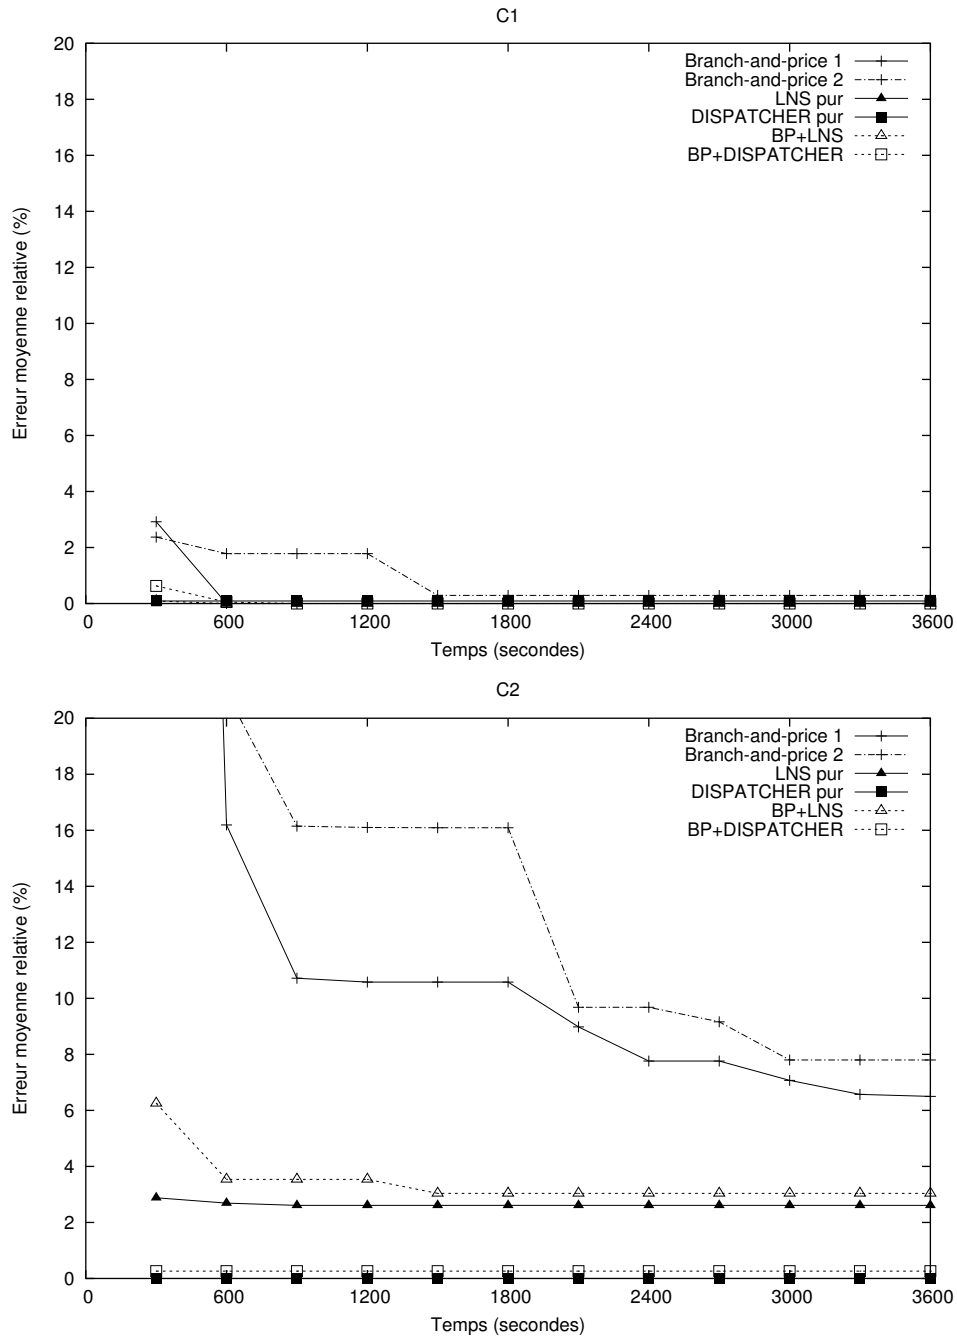 C1
20
18
16
14
12
10
8
6
4
2
0
Erreur moyenne relative (%)
Branch-and-price 1
Branch-and-price 2
LNS pur
DISPATCHER pur
BP+LNS
BP+DISPATCHER
0 600 1200 1800 2400 3000 3600
Temps (secondes)
C2
20
18
16
14
12
10
8
6
4
2
0
Erreur moyenne relative (%)
Branch-and-price 1
Branch-and-price 2
LNS pur
DISPATCHER pur
BP+LNS
BP+DISPATCHER
0 600 1200 1800 2400 3000 3600
Temps (secondes)